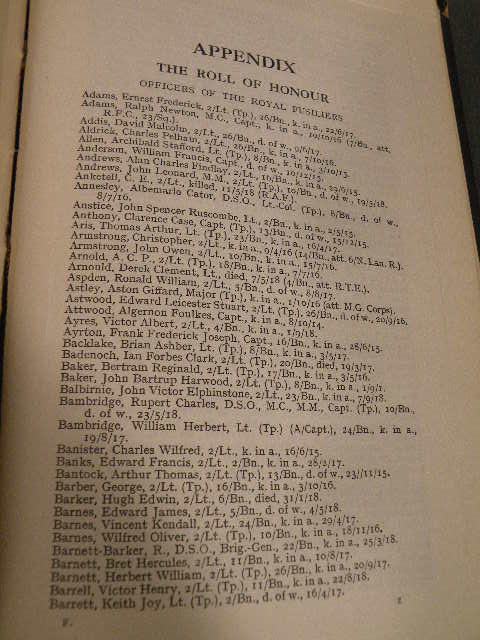 APPENDIX
THE ROLL OF HONOUR
OFFICERS OF THE ROYAL FUSILIERS
Adams, Ernest Frederick, 2/Lt. (Tp.), 26/Bn., k. in a., 22/6/17.
Adams, Ralph Newton, M.C., Capt., k. in a., 19/10/16 (7/Bn., att.
R.F.C., 23/Sq.).
Addis, David Malcolm, 2/Lt., 26/Bn., d. of w., 9/6/17.
Aldrich, Charles Pelham, 2/Lt., 26/Bn., k. in a., 7/10/16.
Allen, Archibald Stafford, Lt. (Tp.), 8/Bn., k. in a., 3/10/15.
Anderson, William Francis, Capt., d. of w., 10/12/15.
Andrews, Alan Charles Findlay, 2/Lt., 16/Bn., k. in a.,
Andrews, John Leonard, M.M., 2/Lt. (Tp.), 10/Bn., d. of w., 19/5/18.
Anketell, C. E., 2/Lt., killed, 11/5/18 (R.A.F.).
Annesley, Albemarle Cator, D.S.O., Lt.-Col. (Tp.), 8/Bn., d. of w.,
8/7/16.
Anstice, John Spencer Ruscombe, Lt., 2/Bn., k. in a., 2/5/15.
Anthony, Clarence Case, Capt. (Tp.), 13/Bn., d. of w., 15/12/15.
Aris, Thomas Arthur, Lt. (Tp.), 23/Bn., k. in a., 16/4/17.
Armstrong, Christopher, 2/Lt., k. in a., 9/4/16 (14/Bn., att. 6/N. Lan. R.).
Armstrong, John Owen, 2/Lt., 10/Bn., k. in a., 15/7/16.
Arnold, A. C. P., 2/Lt. (Tp.), 18/Bn., k. in a., 7/7/16.
Arnould, Derek Clement, Lt., died, 7/5/18 (4/Bn., att. R.T.E.).
Aspden, Ronald William, 2/Lt., 3/Bn., d. of w., 8/8/17.
Astley, Aston Giffard, Major (Tp.), k. in a., 1/10/16 (att. M.G. Corps).
Astwood, Edward Leicester Stuart, 2/Lt. (Tp.), 26/Bn., d. of w., 20/9/16.
Attwood, Algernon Foulkes, Capt., k. in a., 8/10/14.
Ayres, Victor Albert, 2/Lt., 4/Bn., k. in a., 1/9/18.
Ayrton, Frank Frederick Joseph, Capt., 16/Bn., k. in a., 28/6/15.
Backlake, Brian Ashber, Lt. (Tp.), 8/Bn., k. in a., 3/5/17.
Badenoch, Ian Forbes Clark, 2/Lt. (Tp.), 20/Bn., died, 19/3/17.
Baker, Bertram Reginald, 2/Lt. (Tp.), 17/Bn., k. in a., 3/5/16.
Baker, John Bartrup Harwood, 2/Lt. (Tp.), 8/Bn., k. in a., 1/9/1.
Balbirnie, John Victor Elphinstone, 2/Lt., 23/Bn., k. in a., 7/9/18.
Bambridge, Rupert Charles, D.S.O., M.C., M.M., Capt. (Tp.), 10/Bn.,
d. of w., 23/5/18.
Bambridge, William Herbert, Lt. (Tp.) (A/Capt.), 24/Bn., k. in a.,
19/8/17.
Banister, Charles Wilfred, 2/Lt., k. in a., 16/6/15.
Banks, Edward Francis, 2/Lt., 2/Bn., k. in a., 28/2/17.
Bantock, Arthur Thomas, 2/Lt. (Tp.), 13/Bn., d. of w., 23//11/15.
Barber, George, 2/Lt. (Tp.), 16/Bn., k. in a., 3/10/16.
Barker, Hugh Edwin, 2/Lt., 6/Bn., died, 31/1/18.
Barnes, Edward James, 2/Lt., 5/Bn., d. of w., 4/5/18.
Barnes, Vincent Kendall, 2/Lt., 24/Bn., k. in a., 29/4/17.
Barnes, Wilfred Oliver, 2/Lt. (Tp.), 10/Bn., k. in a., 18/11/16.
Barnett-Barker, R., D.S.O., Brig.-Gen., 22/Bn., k. in a., 25/3/18.
Barnett, Bret Hercules, 2/Lt., 11/Bn., k. in a., 10/8/17.
Barnett, Herbert William, 2/Lt. (Tp.), 26/Bn., k. in a., 20/9/17.
Barrell, Victor Henry, 2/Lt. (Tp.), 11/Bn., k. in a., 22/8/18.
Barrett, Keith Joy, Lt. (Tp.), 2/Bn., d. of w., 16/4/17.
F.